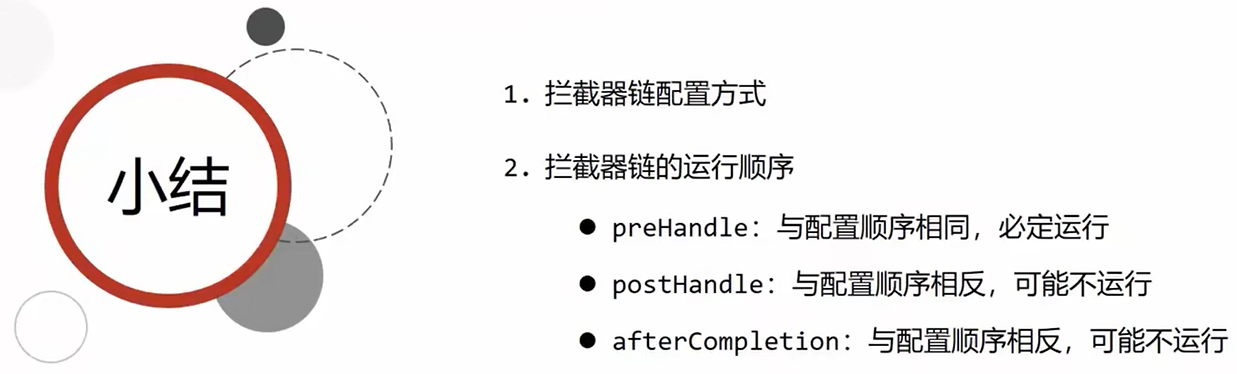 小结
1. 拦截器链配置方式
2. 拦截器链的运行顺序
● preHandle：与配置顺序相同，必定运行
● postHandle：与配置顺序相反，可能不运行
● afterCompletion：与配置顺序相反，可能不运行